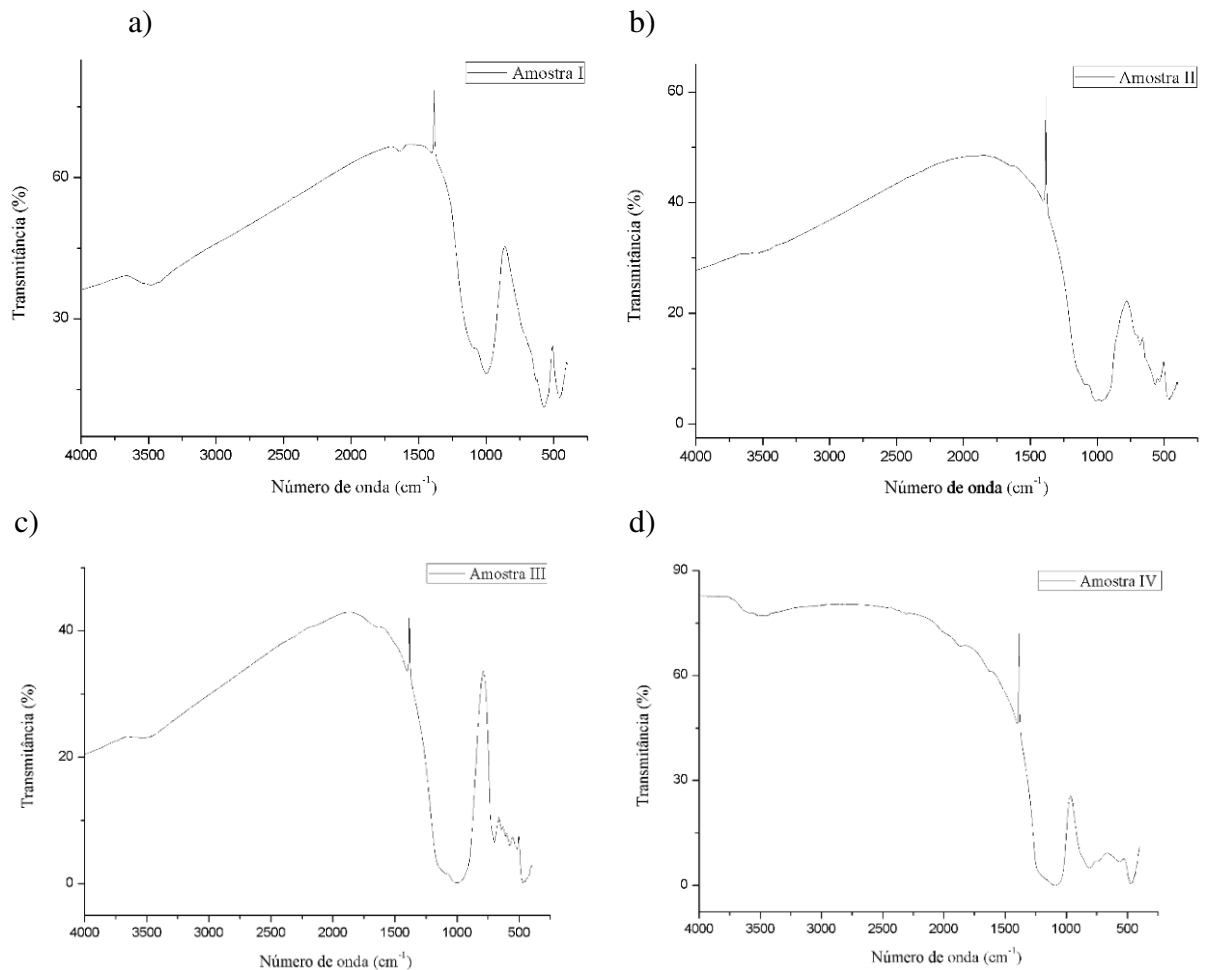 a)
Amostra I
Transmitância (%)
60
30
4000 3500 3000 2500 2000 1500 1000 500
Número de onda (cm⁻¹)
b)
Amostra II
Transmitância (%)
60
40
20
0
4000 3500 3000 2500 2000 1500 1000 500
Número de onda (cm⁻¹)
c)
Amostra III
Transmitância (%)
40
20
0
4000 3500 3000 2500 2000 1500 1000 500
Número de onda (cm⁻¹)
d)
Amostra IV
Transmitância (%)
90
60
30
0
4000 3500 3000 2500 2000 1500 1000 500
Número de onda (cm⁻¹)